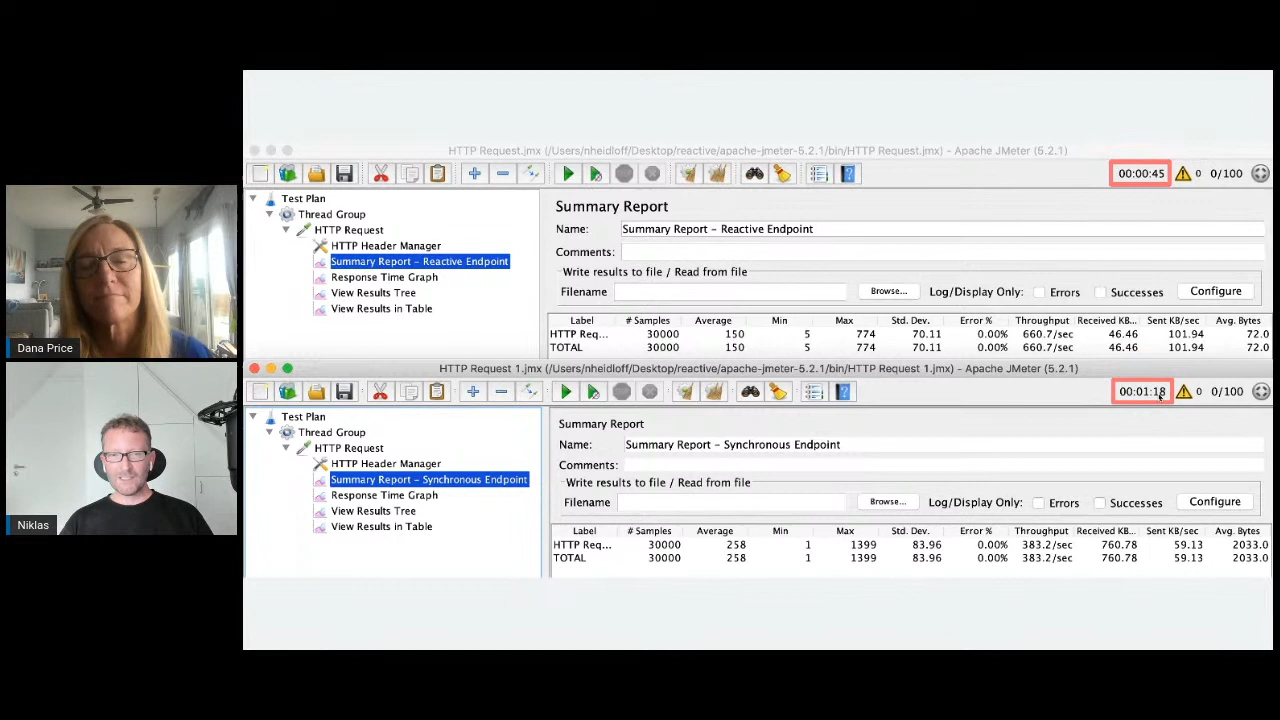 HTTP Request.jmx (/Users/nheidloff/Desktop/reactive/apache-jmeter-5.2.1/bin/HTTP Request.jmx) - Apache JMeter (5.2.1)
00:00:45 0 0/100
Test Plan
Thread Group
HTTP Request
HTTP Header Manager
Summary Report - Reactive Endpoint
Response Time Graph
View Results Tree
View Results in Table
Summary Report
Name: Summary Report - Reactive Endpoint
Comments:
Write results to file / Read from file
Filename Browse... Log/Display Only: Errors Successes Configure
Label # Samples Average Min Max Std. Dev. Error % Throughput Received KB... Sent KB/sec Avg. Bytes
HTTP Req... 30000 150 5 774 70.11 0.00% 660.7/sec 46.46 101.94 72.0
TOTAL 30000 150 5 774 70.11 0.00% 660.7/sec 46.46 101.94 72.0
HTTP Request 1.jmx (/Users/nheidloff/Desktop/reactive/apache-jmeter-5.2.1/bin/HTTP Request 1.jmx) - Apache JMeter (5.2.1)
00:01:18 0 0/100
Test Plan
Thread Group
HTTP Request
HTTP Header Manager
Summary Report - Synchronous Endpoint
Response Time Graph
View Results Tree
View Results in Table
Summary Report
Name: Summary Report - Synchronous Endpoint
Comments:
Write results to file / Read from file
Filename Browse... Log/Display Only: Errors Successes Configure
Label # Samples Average Min Max Std. Dev. Error % Throughput Received KB... Sent KB/sec Avg. Bytes
HTTP Req... 30000 258 1 1399 83.96 0.00% 383.2/sec 760.78 59.13 2033.0
TOTAL 30000 258 1 1399 83.96 0.00% 383.2/sec 760.78 59.13 2033.0
Dana Price
Niklas